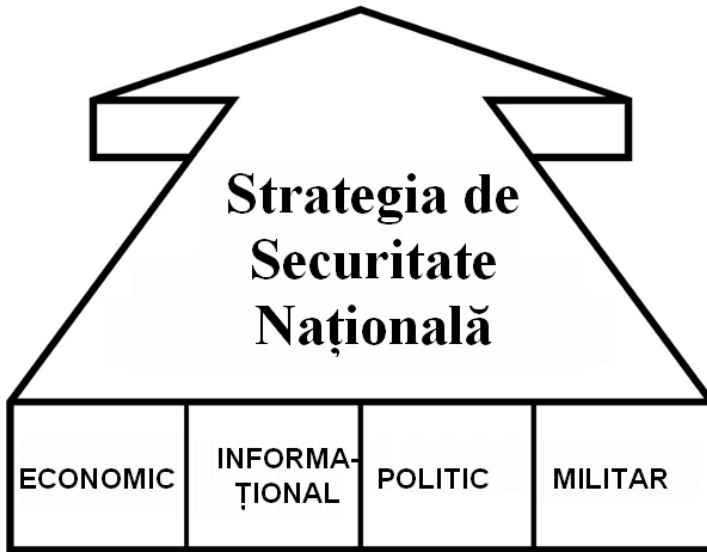 Strategia de
Securitate
Națională
ECONOMIC
INFORMA-
ȚIONAL
POLITIC
MILITAR